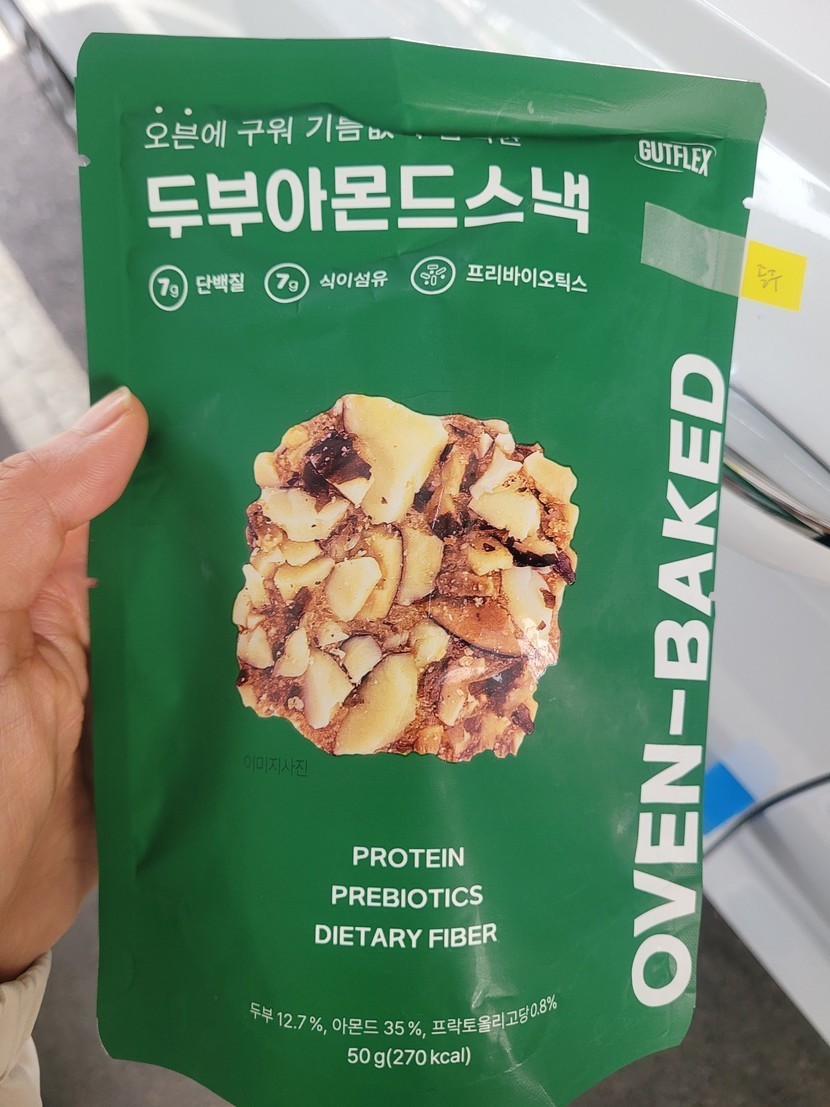 오븐에 구워 기름
GUTFLEX
두부아몬드스낵
7g 단백질 7g 식이섬유 프리바이오틱스
OVEN-BAKED
이미지사진
PROTEIN
PREBIOTICS
DIETARY FIBER
두부 12.7%, 아몬드 35%, 프락토올리고당 0.8%
50 g(270 kcal)